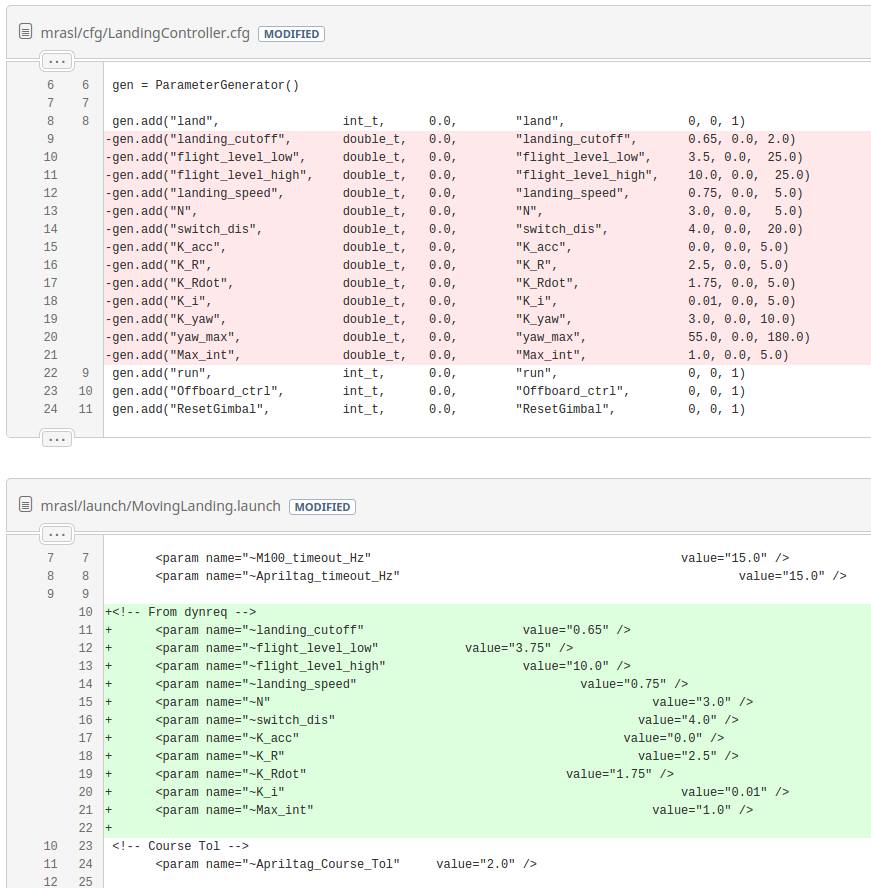 mrasl/cfg/LandingController.cfg MODIFIED
...
6 6 gen = ParameterGenerator()
7 7
8 8 gen.add("land", int_t, 0.0, "land", 0, 0, 1)
9 -gen.add("landing_cutoff", double_t, 0.0, "landing_cutoff", 0.65, 0.0, 2.0)
10 -gen.add("flight_level_low", double_t, 0.0, "flight_level_low", 3.5, 0.0, 25.0)
11 -gen.add("flight_level_high", double_t, 0.0, "flight_level_high", 10.0, 0.0, 25.0)
12 -gen.add("landing_speed", double_t, 0.0, "landing_speed", 0.75, 0.0, 5.0)
13 -gen.add("N", double_t, 0.0, "N", 3.0, 0.0, 5.0)
14 -gen.add("switch_dis", double_t, 0.0, "switch_dis", 4.0, 0.0, 20.0)
15 -gen.add("K_acc", double_t, 0.0, "K_acc", 0.0, 0.0, 5.0)
16 -gen.add("K_R", double_t, 0.0, "K_R", 2.5, 0.0, 5.0)
17 -gen.add("K_Rdot", double_t, 0.0, "K_Rdot", 1.75, 0.0, 5.0)
18 -gen.add("K_i", double_t, 0.0, "K_i", 0.01, 0.0, 5.0)
19 -gen.add("K_yaw", double_t, 0.0, "K_yaw", 3.0, 0.0, 10.0)
20 -gen.add("yaw_max", double_t, 0.0, "yaw_max", 55.0, 0.0, 180.0)
21 -gen.add("Max_int", double_t, 0.0, "Max_int", 1.0, 0.0, 5.0)
22 9 gen.add("run", int_t, 0.0, "run", 0, 0, 1)
23 10 gen.add("Offboard_ctrl", int_t, 0.0, "Offboard_ctrl", 0, 0, 1)
24 11 gen.add("ResetGimbal", int_t, 0.0, "ResetGimbal", 0, 0, 1)
...
mrasl/launch/MovingLanding.launch MODIFIED
...
7 7 <param name="~M100_timeout_Hz" value="15.0" />
8 8 <param name="~Apriltag_timeout_Hz" value="15.0" />
9 9
10 +<!-- From dynreq -->
11 + <param name="~landing_cutoff" value="0.65" />
12 + <param name="~flight_level_low" value="3.75" />
13 + <param name="~flight_level_high" value="10.0" />
14 + <param name="~landing_speed" value="0.75" />
15 + <param name="~N" value="3.0" />
16 + <param name="~switch_dis" value="4.0" />
17 + <param name="~K_acc" value="0.0" />
18 + <param name="~K_R" value="2.5" />
19 + <param name="~K_Rdot" value="1.75" />
20 + <param name="~K_i" value="0.01" />
21 + <param name="~Max_int" value="1.0" />
22 +
10 23 <!-- Course Tol -->
11 24 <param name="~Apriltag_Course_Tol" value="2.0" />
12 25